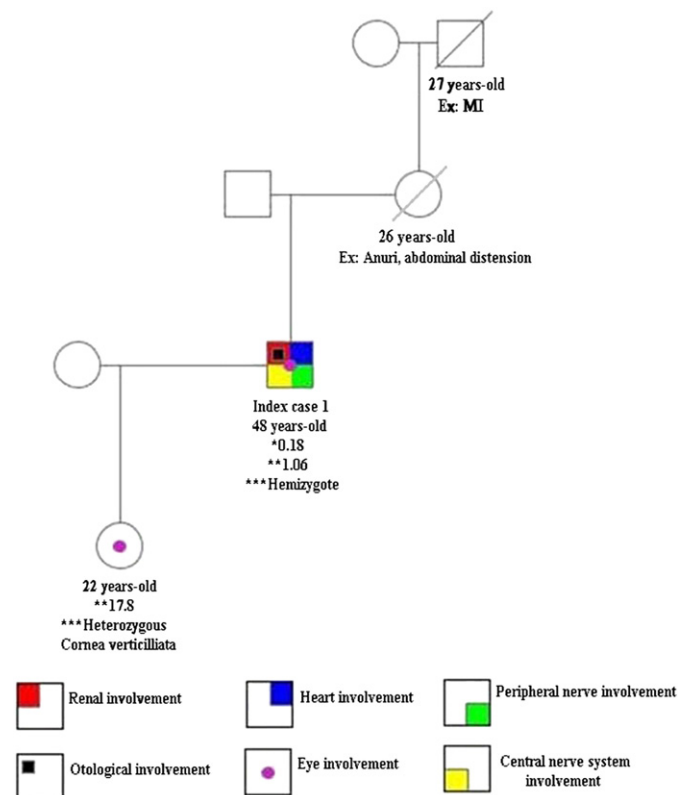 27 years-old
Ex: MI
26 years-old
Ex: Anuri, abdominal distension
Index case 1
48 years-old
*0.18
**1.06
***Hemizygote
22 years-old
**17.8
***Heterozygous
Cornea verticilliata
Renal involvement
Heart involvement
Peripheral nerve involvement
Otological involvement
Eye involvement
Central nerve system
involvement